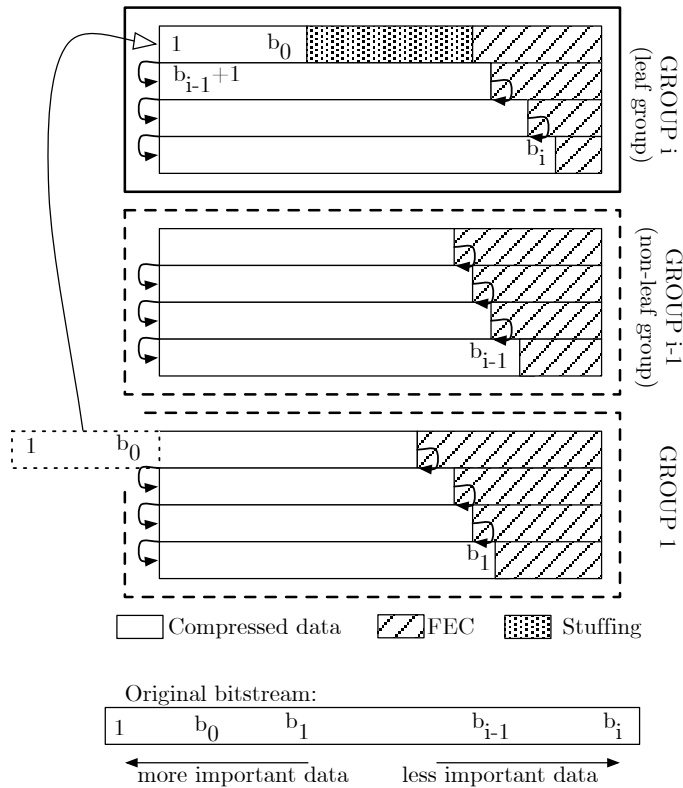 1 b0
bi-1+1
bi
GROUP i
(leaf group)
bi-1
GROUP i-1
(non-leaf group)
1 b0
b1
GROUP 1
Compressed data FEC Stuffing
Original bitstream:
1 b0 b1 bi-1 bi
more important data less important data